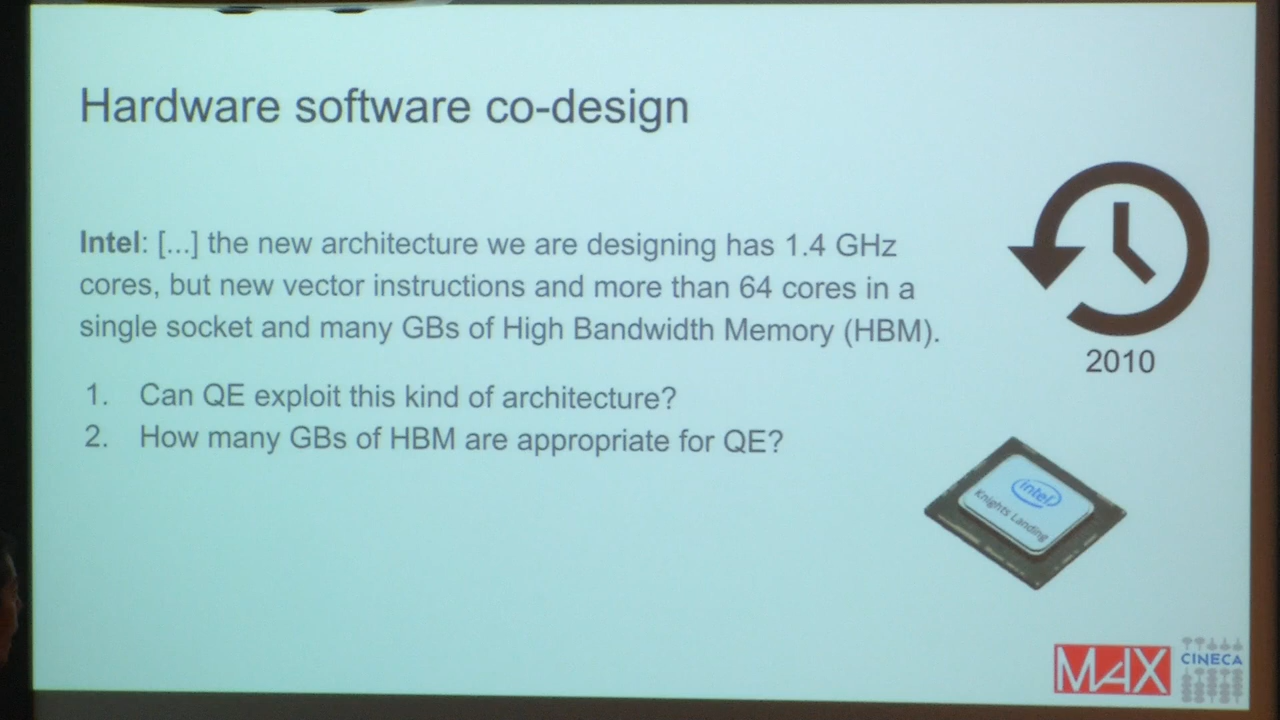 Hardware software co-design
Intel: [...] the new architecture we are designing has 1.4 GHz
cores, but new vector instructions and more than 64 cores in a
single socket and many GBs of High Bandwidth Memory (HBM).
1. Can QE exploit this kind of architecture?
2. How many GBs of HBM are appropriate for QE?
2010
intel
Knights Landing
MAX
CINECA